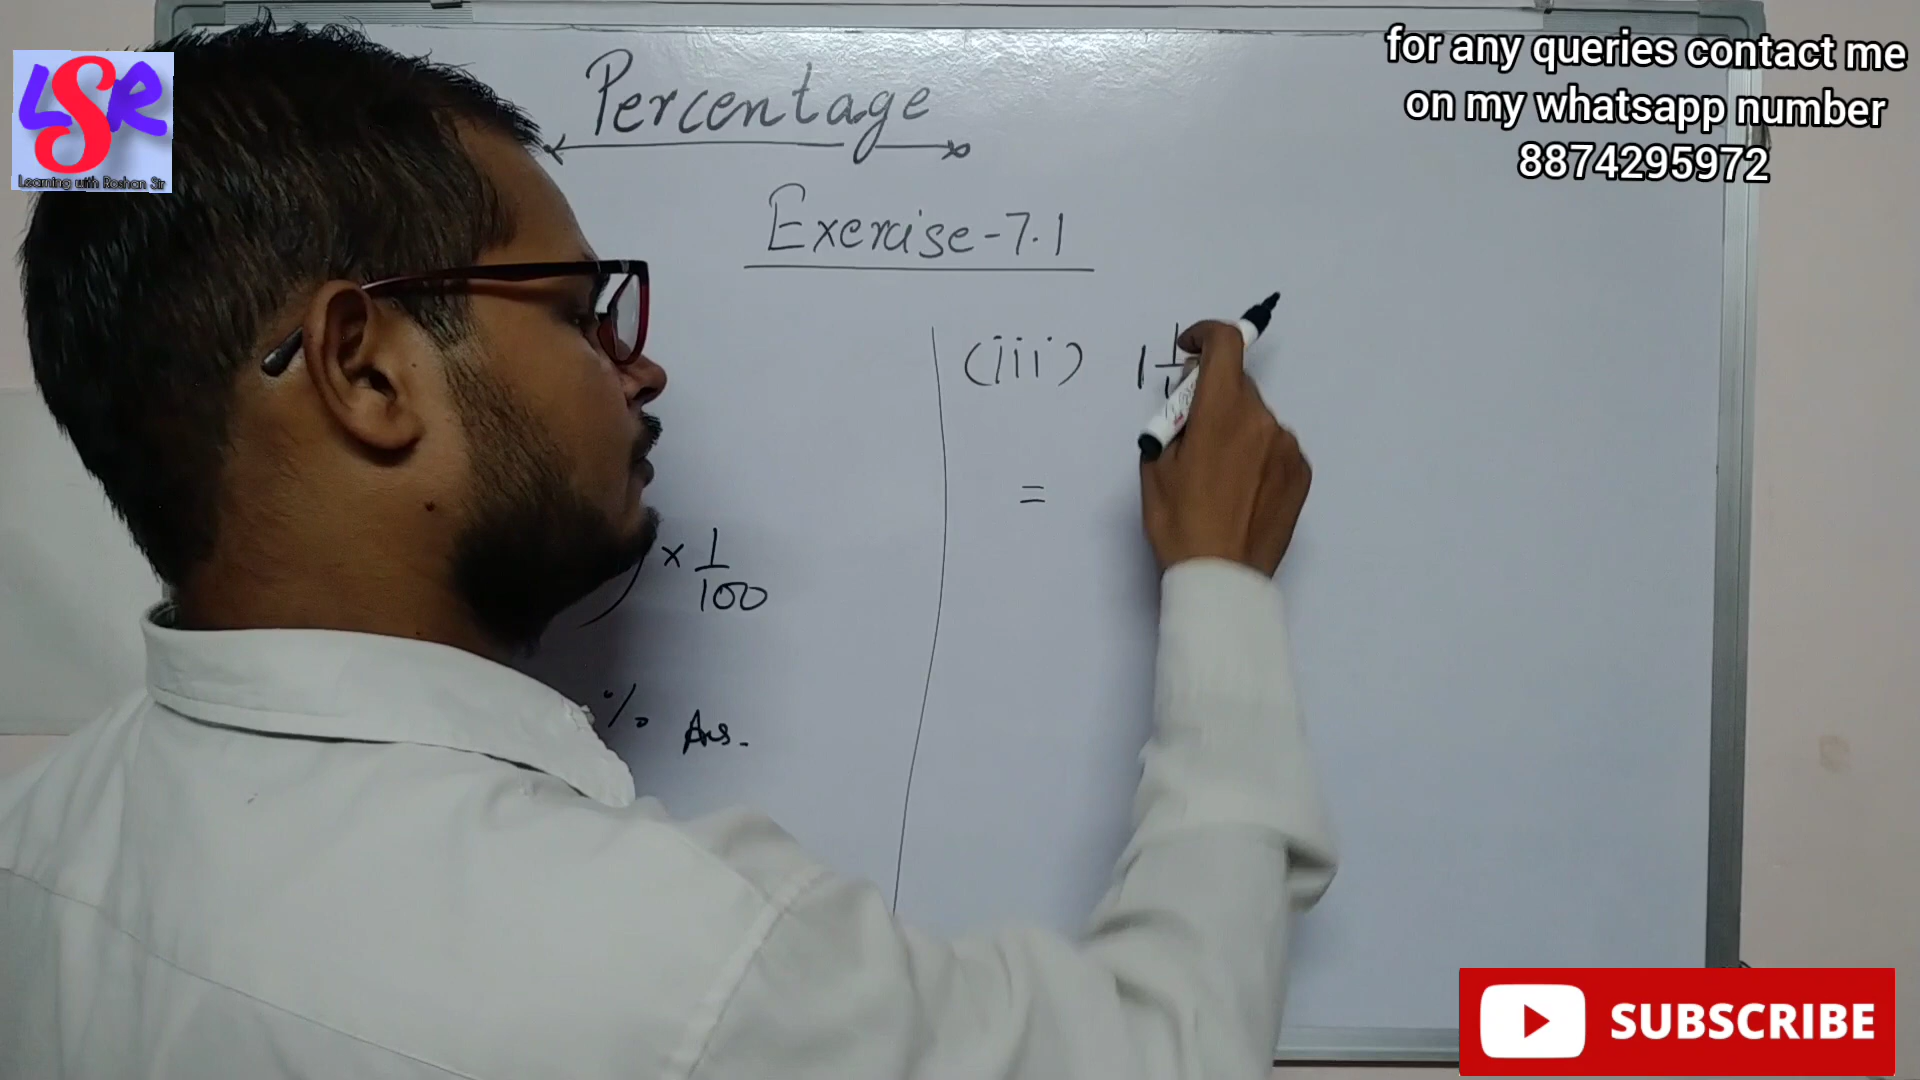 LSR
Learning with Roshan Sir
for any queries contact me
on my whatsapp number
8874295972
Percentage
Exercise-7.1
(iii) 1
=
) × 1/100
% Ans.
SUBSCRIBE